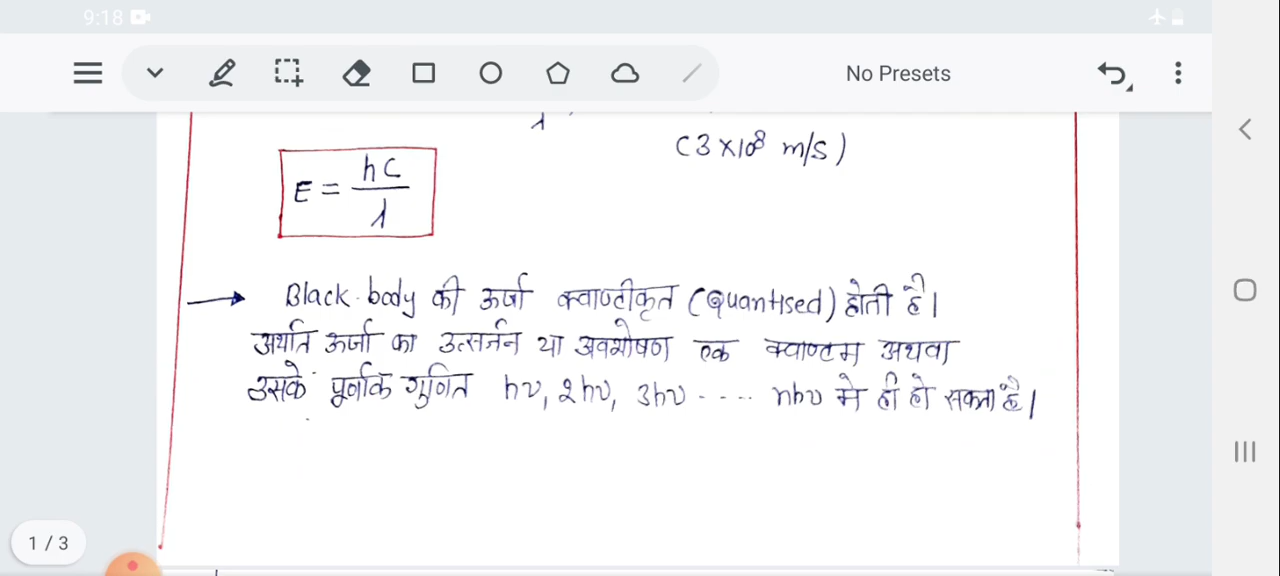 9:18
No Presets
λ
(3×10⁸ m/s)
E = hc/λ
→ Black body की ऊर्जा क्वाण्टीकृत (Quantised) होती है।
अर्थात ऊर्जा का उत्सर्जन या अवशोषण एक क्वाण्टम अथवा
उसके पूर्णांक गुणित hν, 2hν, 3hν ---- nhν मे ही हो सकता है।
1 / 3